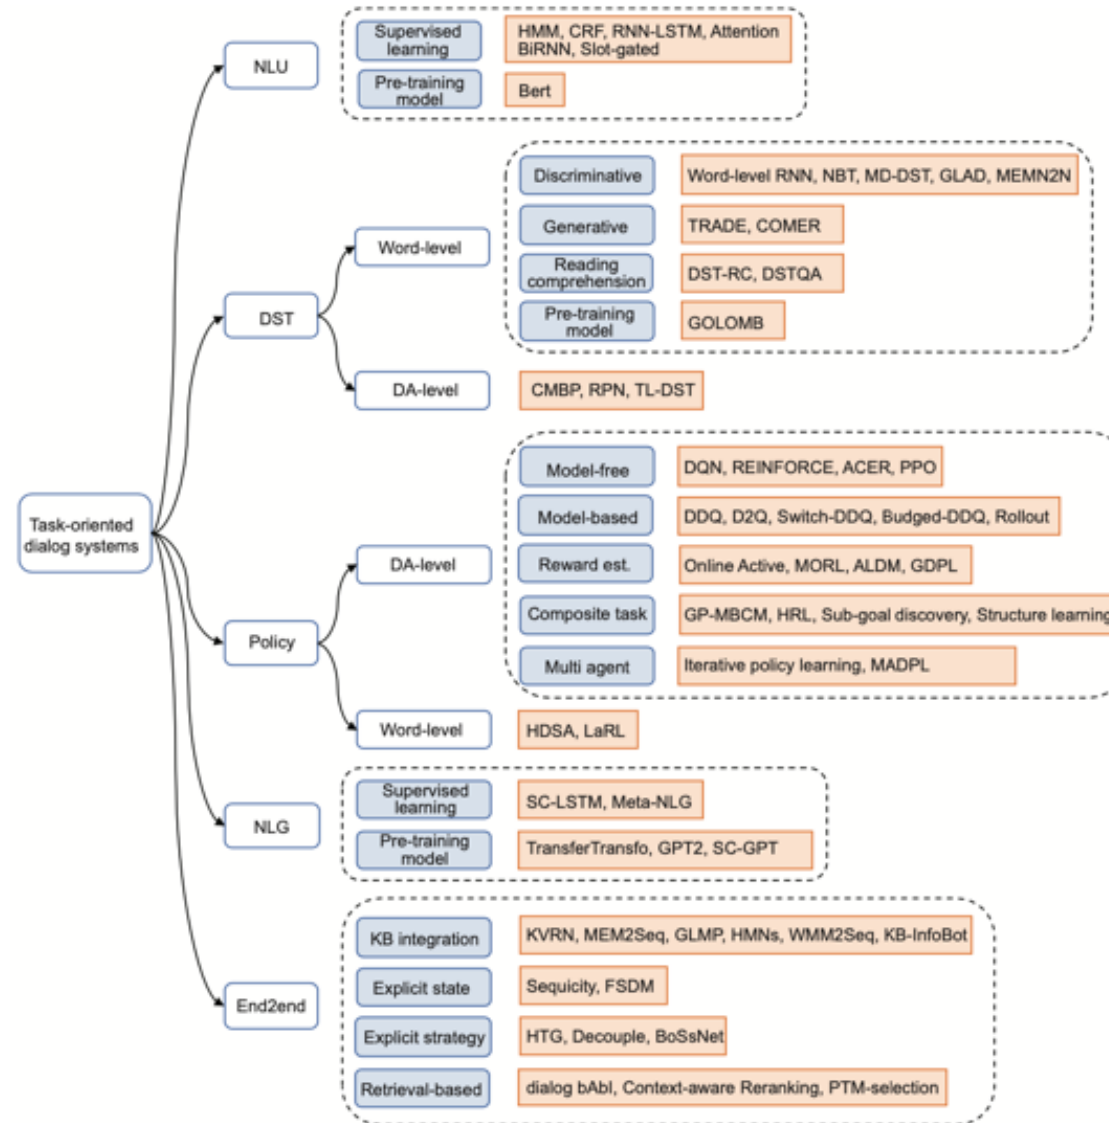 Task-oriented
dialog systems
NLU
Supervised
learning
HMM, CRF, RNN-LSTM, Attention
BiRNN, Slot-gated
Pre-training
model
Bert
DST
Word-level
Discriminative
Word-level RNN, NBT, MD-DST, GLAD, MEMN2N
Generative
TRADE, COMER
Reading
comprehension
DST-RC, DSTQA
Pre-training
model
GOLOMB
DA-level
CMBP, RPN, TL-DST
Policy
DA-level
Model-free
DQN, REINFORCE, ACER, PPO
Model-based
DDQ, D2Q, Switch-DDQ, Budged-DDQ, Rollout
Reward est.
Online Active, MORL, ALDM, GDPL
Composite task
GP-MBCM, HRL, Sub-goal discovery, Structure learning
Multi agent
Iterative policy learning, MADPL
Word-level
HDSA, LaRL
NLG
Supervised
learning
SC-LSTM, Meta-NLG
Pre-training
model
TransferTransfo, GPT2, SC-GPT
End2end
KB integration
KVRN, MEM2Seq, GLMP, HMNs, WMM2Seq, KB-InfoBot
Explicit state
Sequicity, FSDM
Explicit strategy
HTG, Decouple, BoSsNet
Retrieval-based
dialog bAbI, Context-aware Reranking, PTM-selection